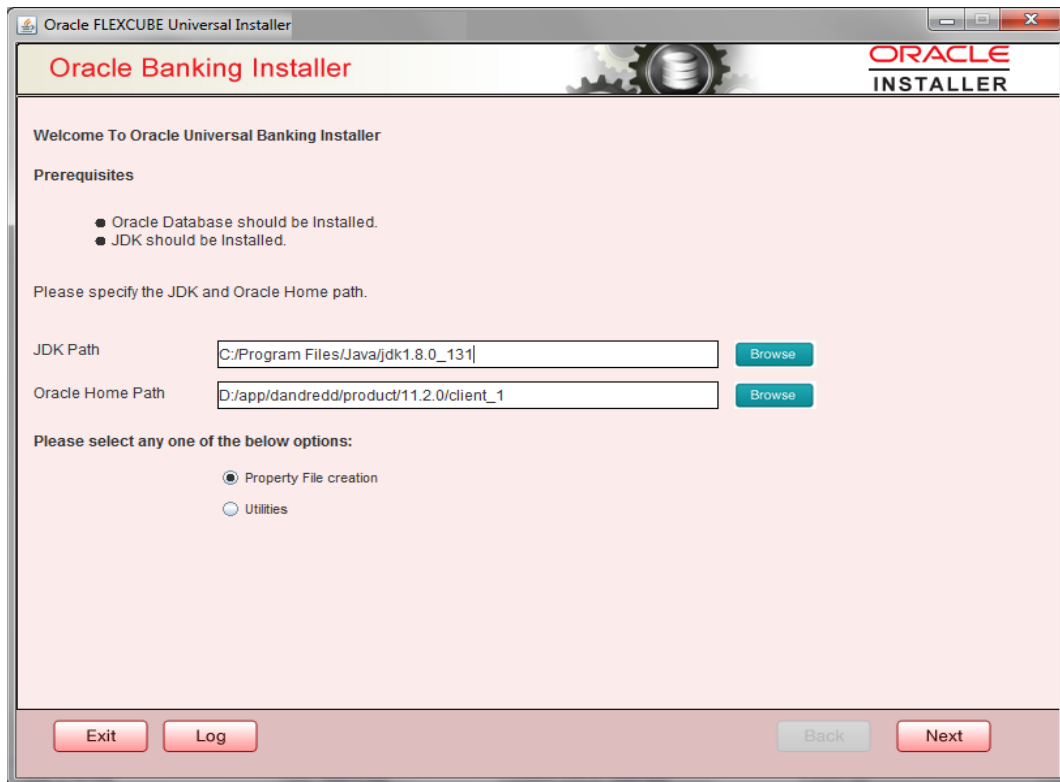 Oracle FLEXCUBE Universal Installer
Oracle Banking Installer
ORACLE
INSTALLER
Welcome To Oracle Universal Banking Installer
Prerequisites
Oracle Database should be Installed.
JDK should be Installed.
Please specify the JDK and Oracle Home path.
JDK Path
C:/Program Files/Java/jdk1.8.0_131
Browse
Oracle Home Path
D:/app/dandredd/product/11.2.0/client_1
Browse
Please select any one of the below options:
Property File creation
Utilities
Exit
Log
Back
Next